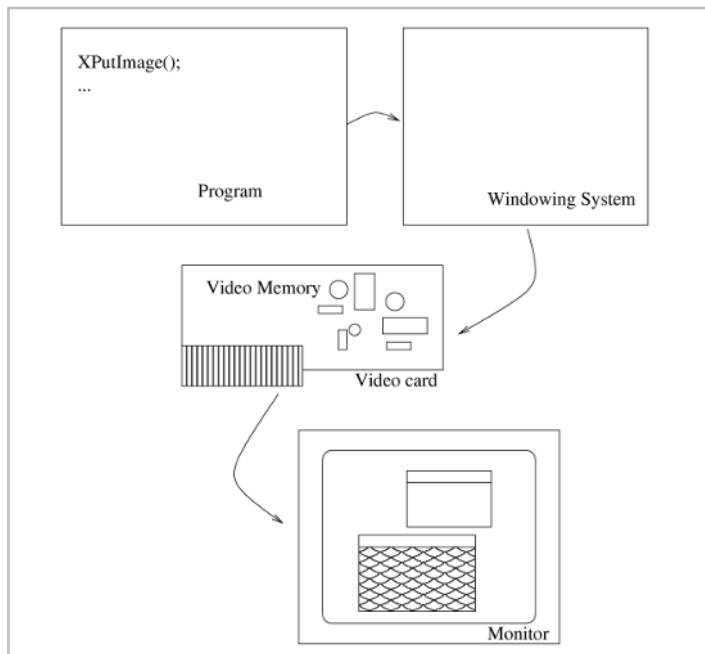 XPutImage();
...
Program
Windowing System
Video Memory
Video card
Monitor